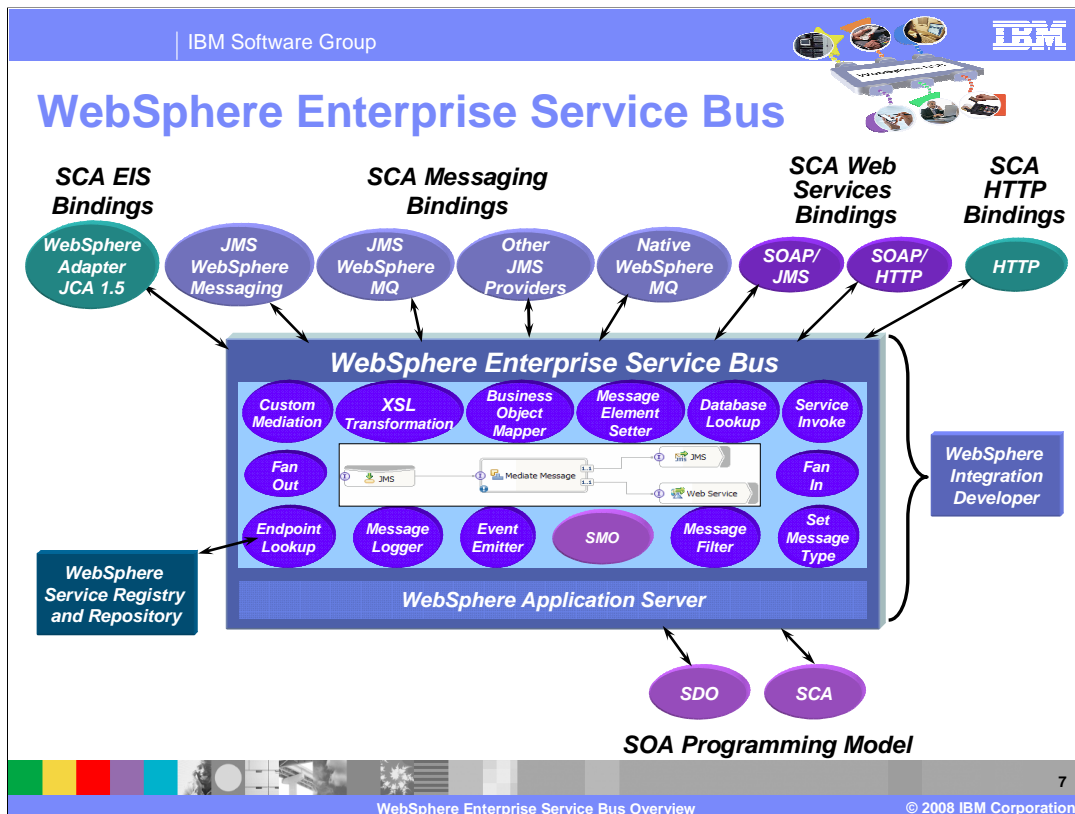 IBM Software Group
IBM
WebSphere Enterprise Service Bus
SCA EIS
Bindings
SCA Messaging
Bindings
SCA Web
Services
Bindings
SCA
HTTP
Bindings
WebSphere
Adapter
JCA 1.5
JMS
WebSphere
Messaging
JMS
WebSphere
MQ
Other
JMS
Providers
Native
WebSphere
MQ
SOAP/
JMS
SOAP/
HTTP
HTTP
WebSphere Enterprise Service Bus
Custom
Mediation
XSL
Transformation
Business
Object
Mapper
Message
Element
Setter
Database
Lookup
Service
Invoke
Fan
Out
JMS
Mediate Message
1..1
1..1
JMS
Web Service
Fan
In
WebSphere
Integration
Developer
Endpoint
Lookup
Message
Logger
Event
Emitter
SMO
Message
Filter
Set
Message
Type
WebSphere
Service Registry
and Repository
WebSphere Application Server
SDO
SCA
SOA Programming Model
7
WebSphere Enterprise Service Bus Overview
© 2008 IBM Corporation